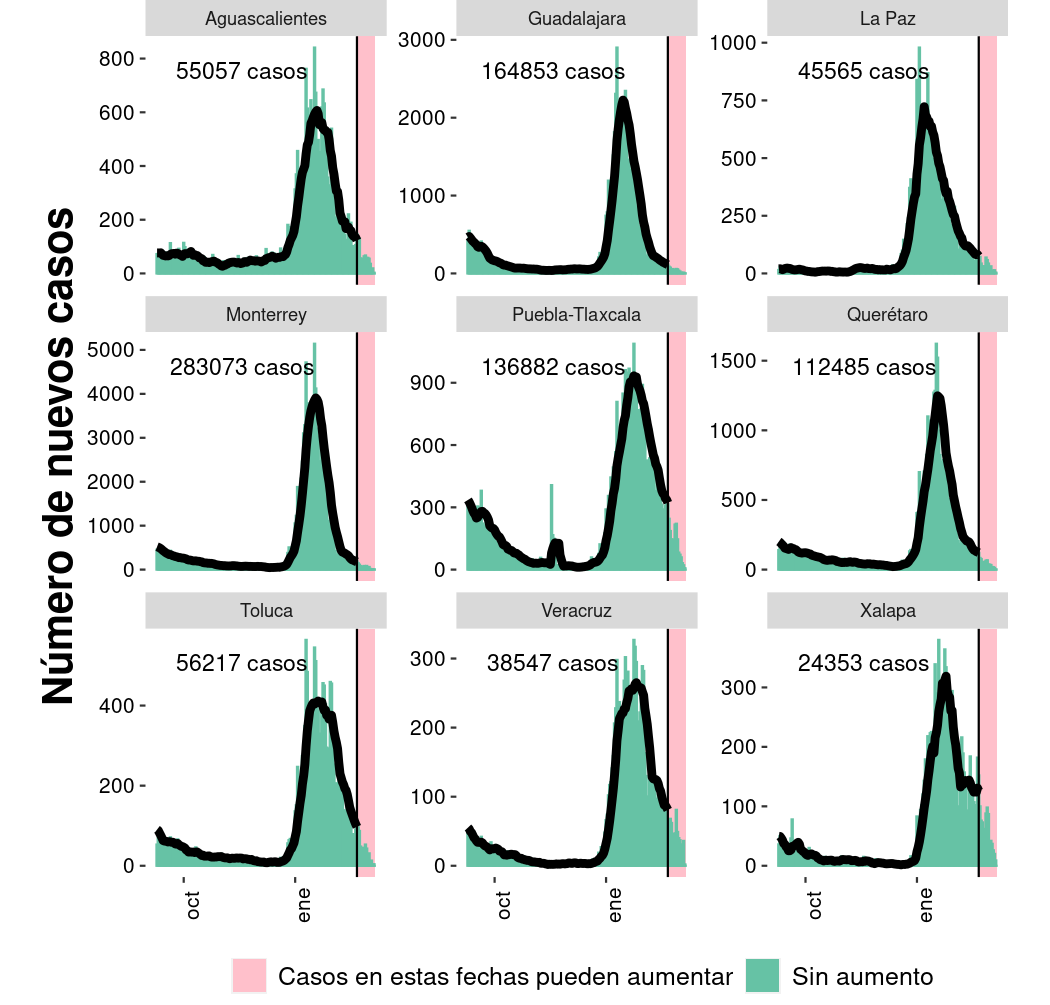 Número de nuevos casos
Aguascalientes
55057 casos
800
600
400
200
0
Guadalajara
164853 casos
3000
2000
1000
0
La Paz
45565 casos
1000
750
500
250
0
Monterrey
283073 casos
5000
4000
3000
2000
1000
0
Puebla-Tlaxcala
136882 casos
900
600
300
0
Querétaro
112485 casos
1500
1000
500
0
Toluca
56217 casos
400
200
0
oct
ene
Veracruz
38547 casos
300
200
100
0
oct
ene
Xalapa
24353 casos
300
200
100
0
oct
ene
Casos en estas fechas pueden aumentar
Sin aumento